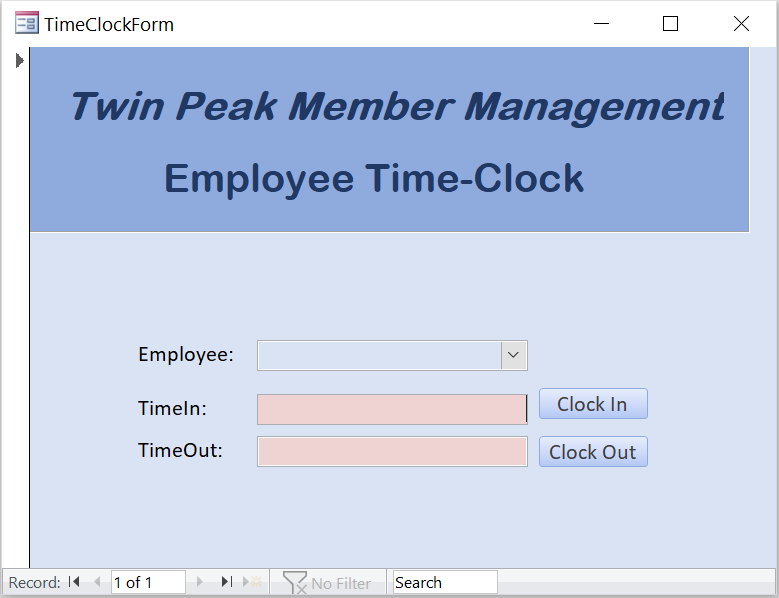 TimeClockForm
Twin Peak Member Management
Employee Time-Clock
Employee:
TimeIn: Clock In
TimeOut: Clock Out
Record: 1 of 1 No Filter Search